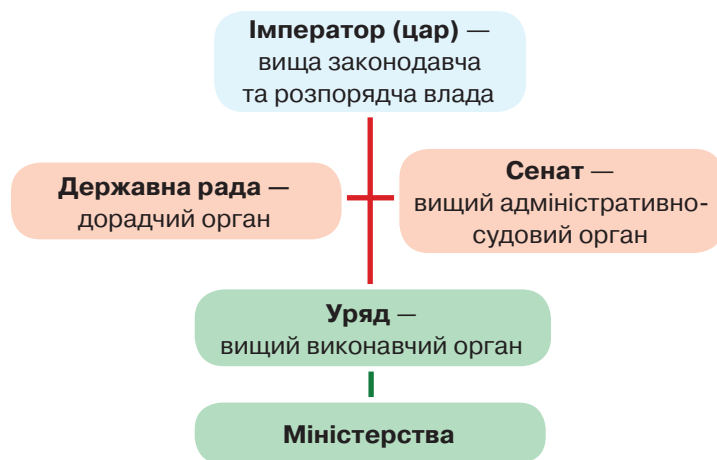 Імператор (цар) —
вища законодавча
та розпорядча влада
Державна рада —
дорадчий орган
Сенат —
вищий адміністративно-
судовий орган
Уряд —
вищий виконавчий орган
Міністерства